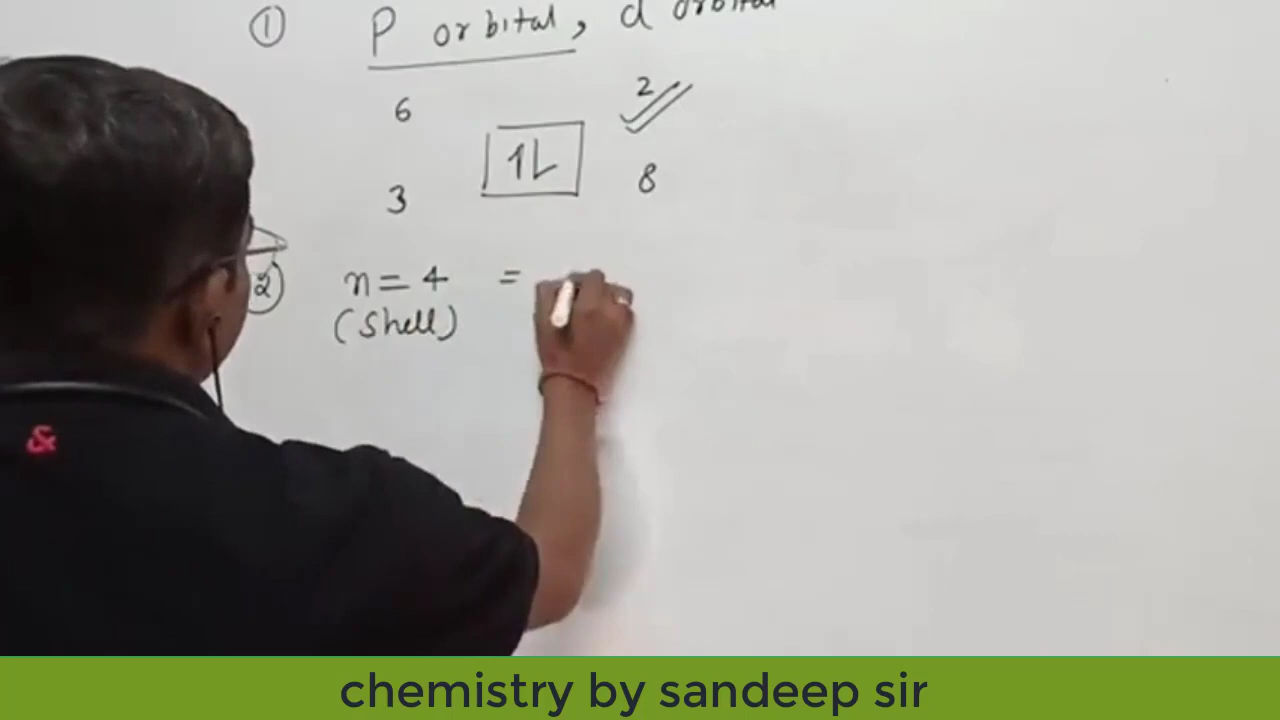 ① P orbital, d orbital
6 2
1L
3 8
② n = 4 =
(Shell)
&
chemistry by sandeep sir